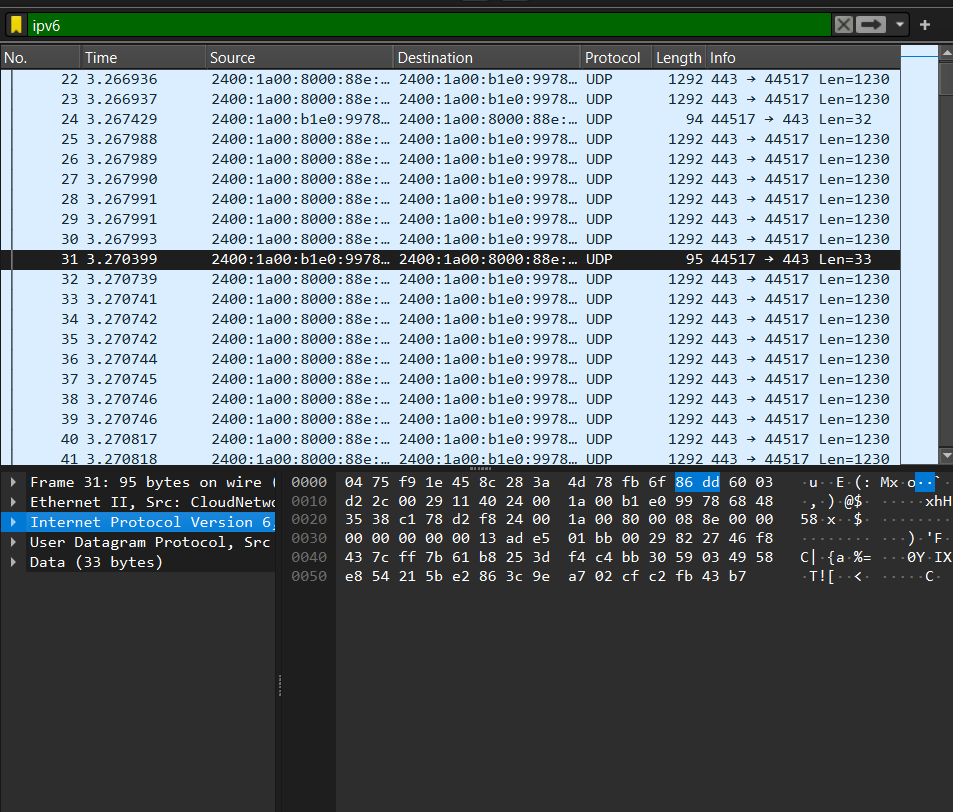 ipv6
No. Time Source Destination Protocol Length Info
22 3.266936 2400:1a00:8000:88e:… 2400:1a00:b1e0:9978… UDP 1292 443 → 44517 Len=1230
23 3.266937 2400:1a00:8000:88e:… 2400:1a00:b1e0:9978… UDP 1292 443 → 44517 Len=1230
24 3.267429 2400:1a00:b1e0:9978… 2400:1a00:8000:88e:… UDP 94 44517 → 443 Len=32
25 3.267988 2400:1a00:8000:88e:… 2400:1a00:b1e0:9978… UDP 1292 443 → 44517 Len=1230
26 3.267989 2400:1a00:8000:88e:… 2400:1a00:b1e0:9978… UDP 1292 443 → 44517 Len=1230
27 3.267990 2400:1a00:8000:88e:… 2400:1a00:b1e0:9978… UDP 1292 443 → 44517 Len=1230
28 3.267991 2400:1a00:8000:88e:… 2400:1a00:b1e0:9978… UDP 1292 443 → 44517 Len=1230
29 3.267991 2400:1a00:8000:88e:… 2400:1a00:b1e0:9978… UDP 1292 443 → 44517 Len=1230
30 3.267993 2400:1a00:8000:88e:… 2400:1a00:b1e0:9978… UDP 1292 443 → 44517 Len=1230
31 3.270399 2400:1a00:b1e0:9978… 2400:1a00:8000:88e:… UDP 95 44517 → 443 Len=33
32 3.270739 2400:1a00:8000:88e:… 2400:1a00:b1e0:9978… UDP 1292 443 → 44517 Len=1230
33 3.270741 2400:1a00:8000:88e:… 2400:1a00:b1e0:9978… UDP 1292 443 → 44517 Len=1230
34 3.270742 2400:1a00:8000:88e:… 2400:1a00:b1e0:9978… UDP 1292 443 → 44517 Len=1230
35 3.270742 2400:1a00:8000:88e:… 2400:1a00:b1e0:9978… UDP 1292 443 → 44517 Len=1230
36 3.270744 2400:1a00:8000:88e:… 2400:1a00:b1e0:9978… UDP 1292 443 → 44517 Len=1230
37 3.270745 2400:1a00:8000:88e:… 2400:1a00:b1e0:9978… UDP 1292 443 → 44517 Len=1230
38 3.270746 2400:1a00:8000:88e:… 2400:1a00:b1e0:9978… UDP 1292 443 → 44517 Len=1230
39 3.270746 2400:1a00:8000:88e:… 2400:1a00:b1e0:9978… UDP 1292 443 → 44517 Len=1230
40 3.270817 2400:1a00:8000:88e:… 2400:1a00:b1e0:9978… UDP 1292 443 → 44517 Len=1230
41 3.270818 2400:1a00:8000:88e:… 2400:1a00:b1e0:9978… UDP 1292 443 → 44517 Len=1230
Frame 31: 95 bytes on wire (
Ethernet II, Src: CloudNetwo
Internet Protocol Version 6,
User Datagram Protocol, Src
Data (33 bytes)
0000 04 75 f9 1e 45 8c 28 3a 4d 78 fb 6f 86 dd 60 03 ·u··E·(: Mx·o··`·
0010 d2 2c 00 29 11 40 24 00 1a 00 b1 e0 99 78 68 48 ·,·)·@$· ·····xhH
0020 35 38 c1 78 d2 f8 24 00 1a 00 80 00 08 8e 00 00 58·x··$· ········
0030 00 00 00 00 00 13 ad e5 01 bb 00 29 82 27 46 f8 ········ ···)·'F·
0040 43 7c ff 7b 61 b8 25 3d f4 c4 bb 30 59 03 49 58 C|·{a·%= ···0Y·IX
0050 e8 54 21 5b e2 86 3c 9e a7 02 cf c2 fb 43 b7 ·T![··<· ·····C·